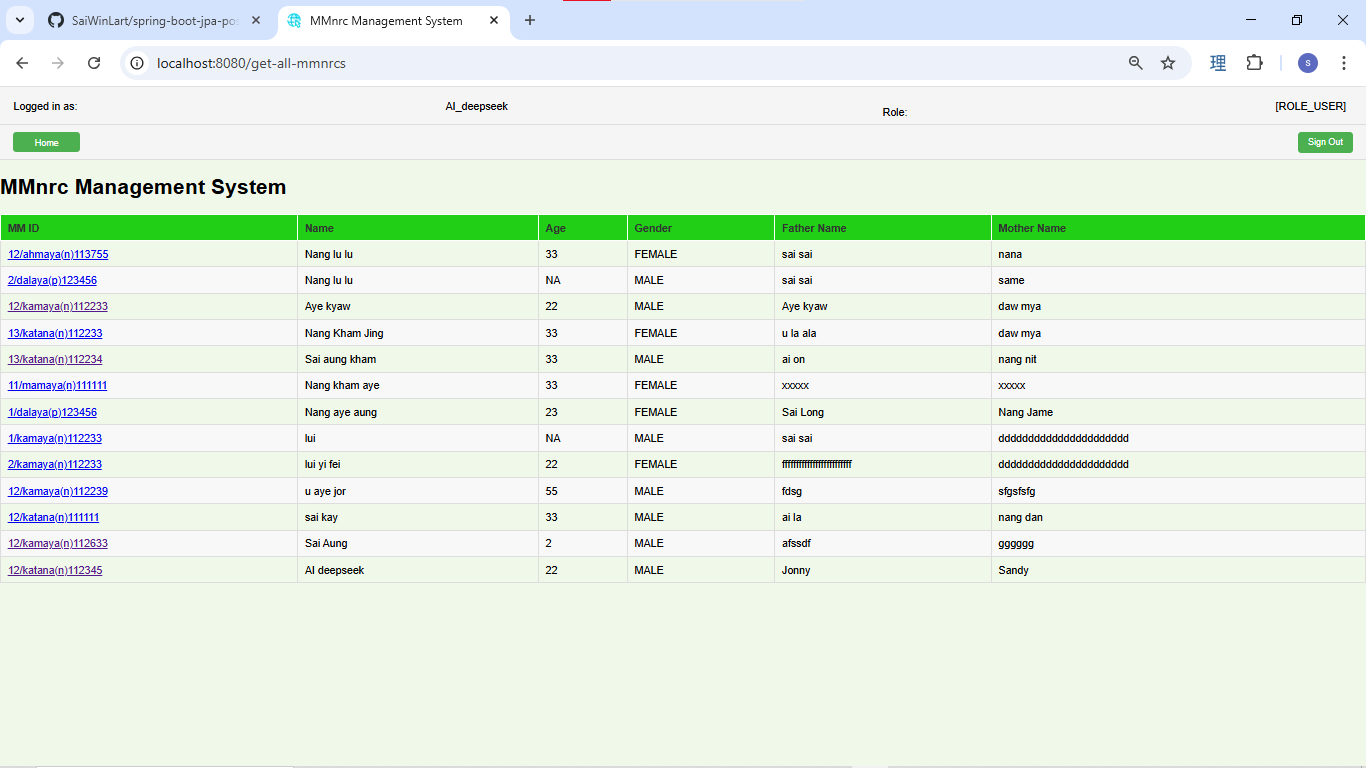 SaiWinLart/spring-boot-jpa-pos
MMnrc Management System
localhost:8080/get-all-mmnrcs
理
S
Logged in as: AI_deepseek Role: [ROLE_USER]
Home Sign Out
MMnrc Management System
MM ID Name Age Gender Father Name Mother Name
12/ahmaya(n)113755 Nang lu lu 33 FEMALE sai sai nana
2/dalaya(p)123456 Nang lu lu NA MALE sai sai same
12/kamaya(n)112233 Aye kyaw 22 MALE Aye kyaw daw mya
13/katana(n)112233 Nang Kham Jing 33 FEMALE u la ala daw mya
13/katana(n)112234 Sai aung kham 33 MALE ai on nang nit
11/mamaya(n)111111 Nang kham aye 33 FEMALE xxxxx xxxxx
1/dalaya(p)123456 Nang aye aung 23 FEMALE Sai Long Nang Jame
1/kamaya(n)112233 lui NA MALE sai sai dddddddddddddddddddddd
2/kamaya(n)112233 lui yi fei 22 FEMALE dddddddddddddddddddddd
12/kamaya(n)112239 u aye jor 55 MALE fdsg sfgsfsfg
12/katana(n)111111 sai kay 33 MALE ai la nang dan
12/kamaya(n)112633 Sai Aung 2 MALE afssdf gggggg
12/katana(n)112345 AI deepseek 22 MALE Jonny Sandy